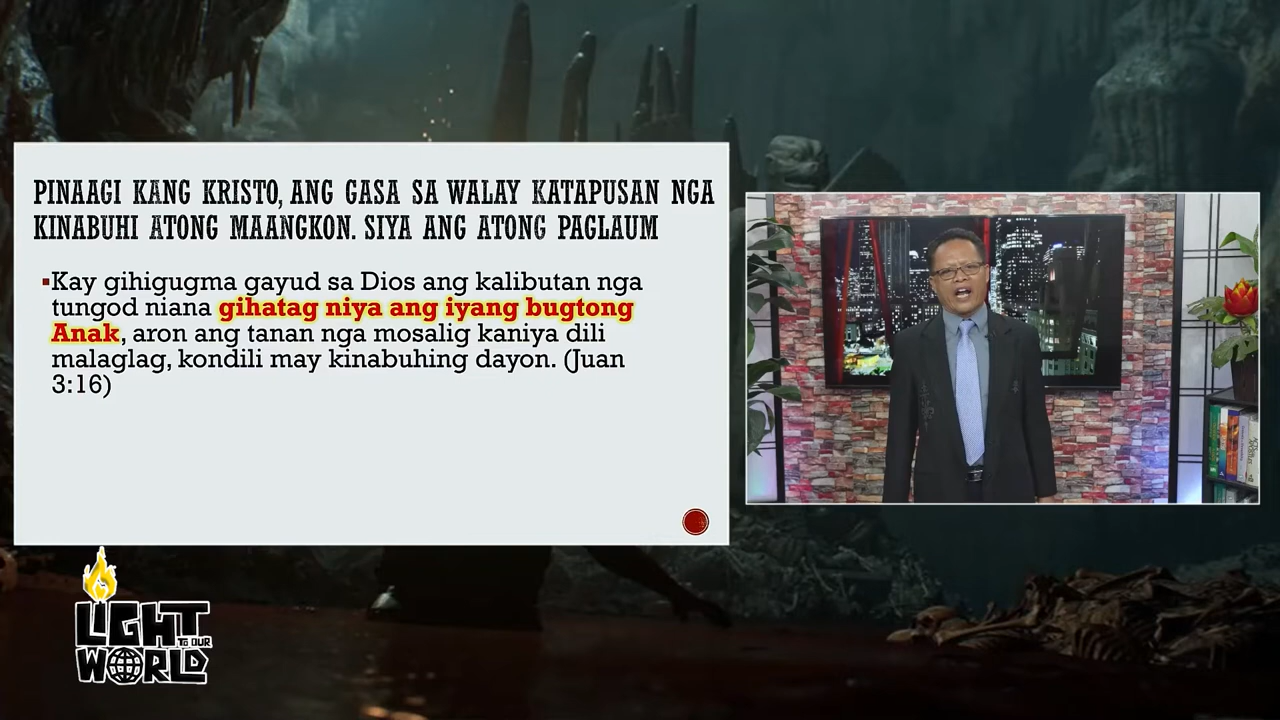 PINAAGI KANG KRISTO, ANG GASA SA WALAY KATAPUSAN NGA
KINABUHI ATONG MAANGKON. SIYA ANG ATONG PAGLAUM
Kay gihigugma gayud sa Dios ang kalibutan nga
tungod niana gihatag niya ang iyang bugtong
Anak, aron ang tanan nga mosalig kaniya dili
malaglag, kondili may kinabuhing dayon. (Juan
3:16)
LIGHT
TO OUR
WORLD